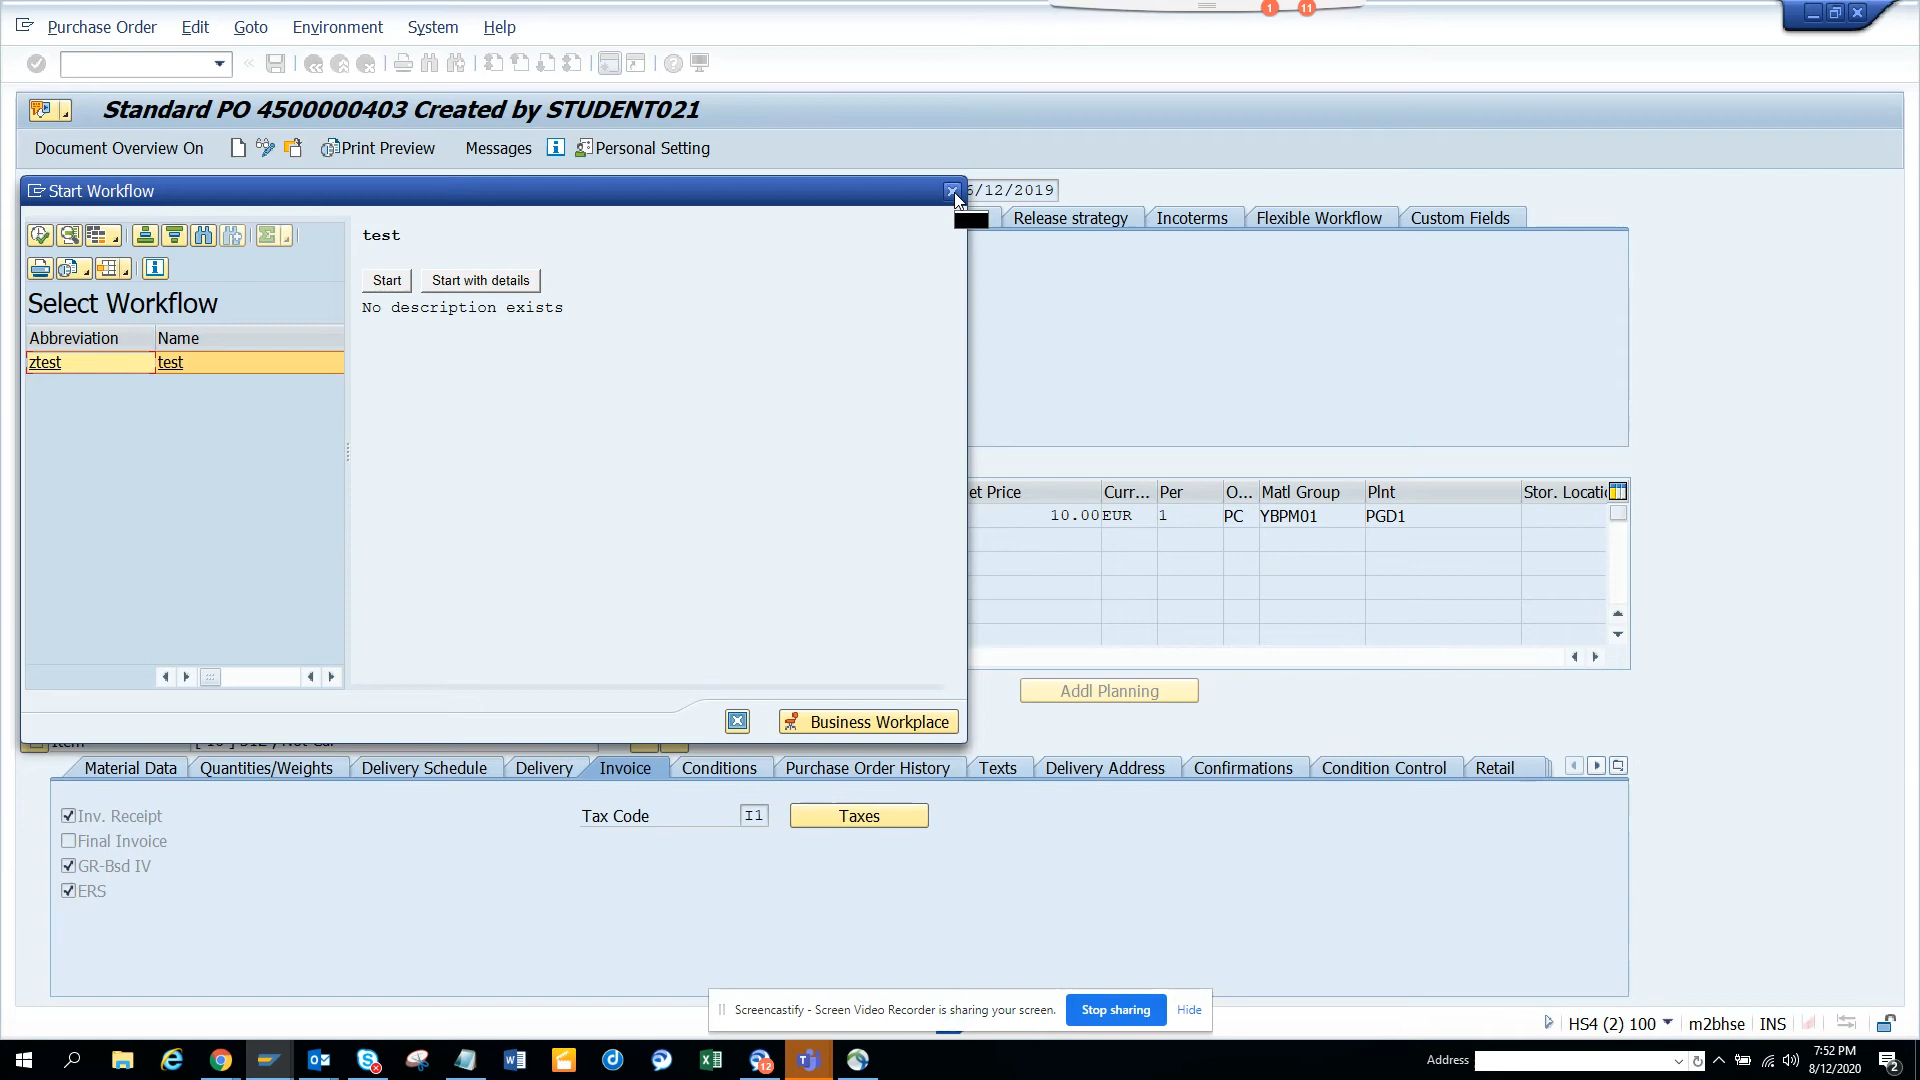 Purchase Order Edit Goto Environment System Help
Standard PO 4500000403 Created by STUDENT021
Document Overview On Print Preview Messages Personal Setting
Start Workflow
6/12/2019
Release strategy Incoterms Flexible Workflow Custom Fields
test
Start Start with details
No description exists
Select Workflow
Abbreviation Name
ztest test
Business Workplace
et Price Curr... Per O... Matl Group Plnt Stor. Locatio
10.00 EUR 1 PC YBPM01 PGD1
Addl Planning
Item
Material Data Quantities/Weights Delivery Schedule Delivery Invoice Conditions Purchase Order History Texts Delivery Address Confirmations Condition Control Retail
Inv. Receipt Tax Code I1 Taxes
Final Invoice
GR-Bsd IV
ERS
Screencastify - Screen Video Recorder is sharing your screen. Stop sharing Hide
HS4 (2) 100 m2bhse INS
Address
7:52 PM
8/12/2020
1 11
12
2